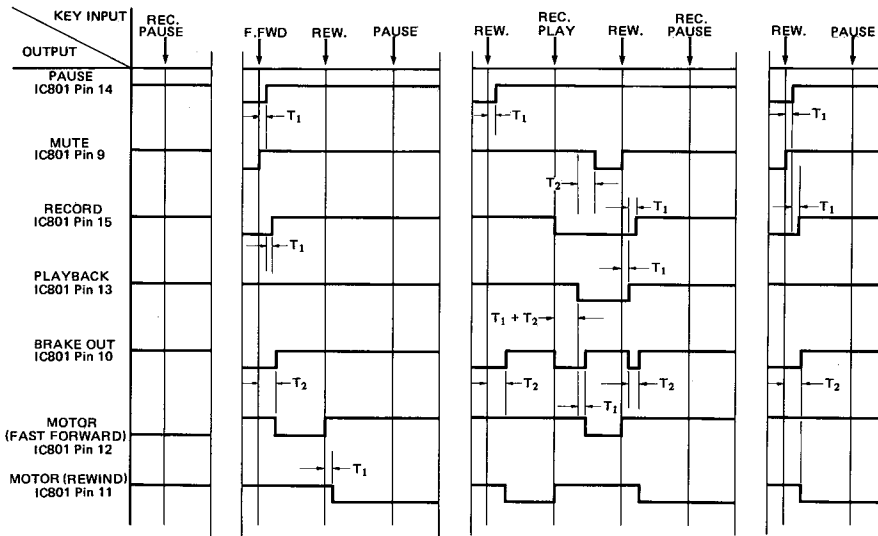 KEY INPUT
OUTPUT
REC.
PAUSE
F.FWD
REW.
PAUSE
REW.
REC.
PLAY
REW.
REC.
PAUSE
REW.
PAUSE
PAUSE
IC801 Pin 14
T1
T1
T1
MUTE
IC801 Pin 9
T2
T1
T1
RECORD
IC801 Pin 15
T1
T1
PLAYBACK
IC801 Pin 13
T1 + T2
BRAKE OUT
IC801 Pin 10
T2
T2
T2
T2
T1
MOTOR
(FAST FORWARD)
IC801 Pin 12
T1
MOTOR (REWIND)
IC801 Pin 11